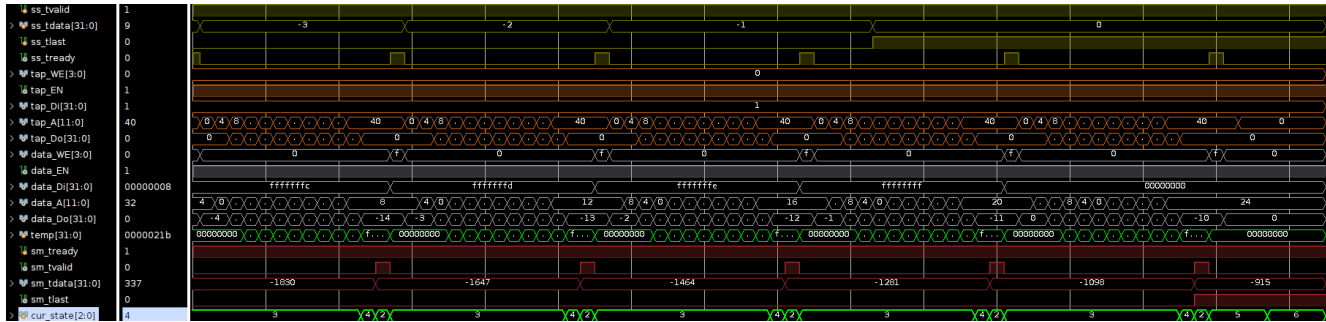 ss_tvalid 1
ss_tdata[31:0] 9 -3 -2 -1 0
ss_tlast 0
ss_tready 0
tap_WE[3:0] 0 0
tap_EN 1
tap_Di[31:0] 1 1
tap_A[11:0] 40 0 4 8 40 0 4 8 40 0 4 8 40 0 4 8 40 0 4 8 40 0
tap_Do[31:0] 0 0 0 0 0 0 0
data_WE[3:0] 0 0 f 0 f 0 f 0 f 0 f 0
data_EN 1
data_Di[31:0] 00000008 fffffffc fffffffd fffffffe ffffffff 00000000
data_A[11:0] 32 4 0 8 4 0 12 8 4 0 16 8 4 0 20 8 4 0 24
data_Do[31:0] 0 -4 -14 -3 -13 -2 -12 -1 -11 0 -10 0
temp[31:0] 0000021b 00000000 f... 00000000 f... 00000000 f... 00000000 f... 00000000 f... 00000000
sm_tready 1
sm_tvalid 0
sm_tdata[31:0] 337 -1830 -1647 -1464 -1281 -1098 -915
sm_tlast 0
cur_state[2:0] 4 3 4 2 3 4 2 3 4 2 3 4 2 3 4 2 5 6